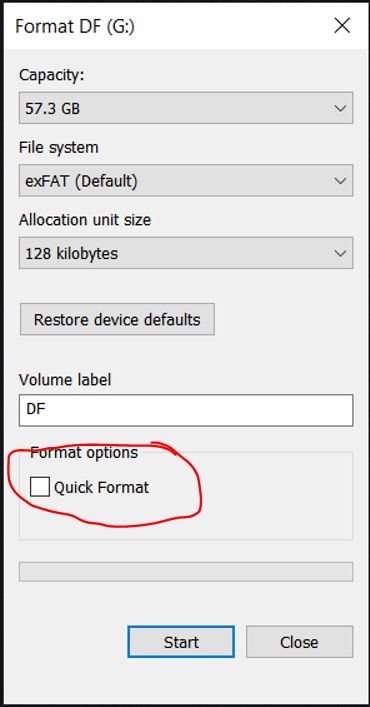 Format DF (G:)
Capacity:
57.3 GB
File system
exFAT (Default)
Allocation unit size
128 kilobytes
Restore device defaults
Volume label
DF
Format options
Quick Format
Start Close